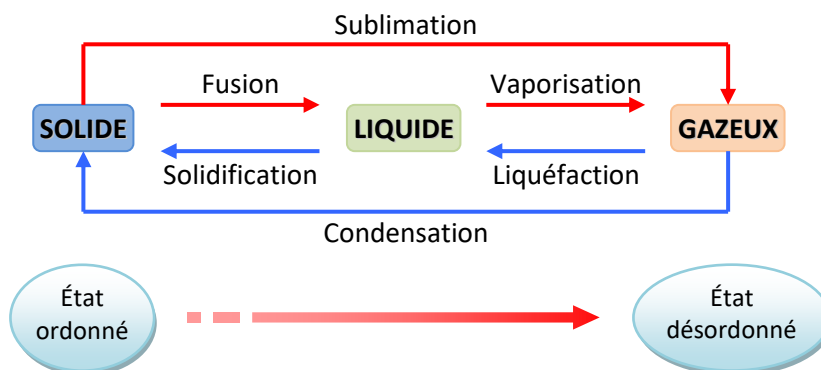 Sublimation
Fusion
Vaporisation
SOLIDE
LIQUIDE
GAZEUX
Solidification
Liquéfaction
Condensation
État
ordonné
État
désordonné